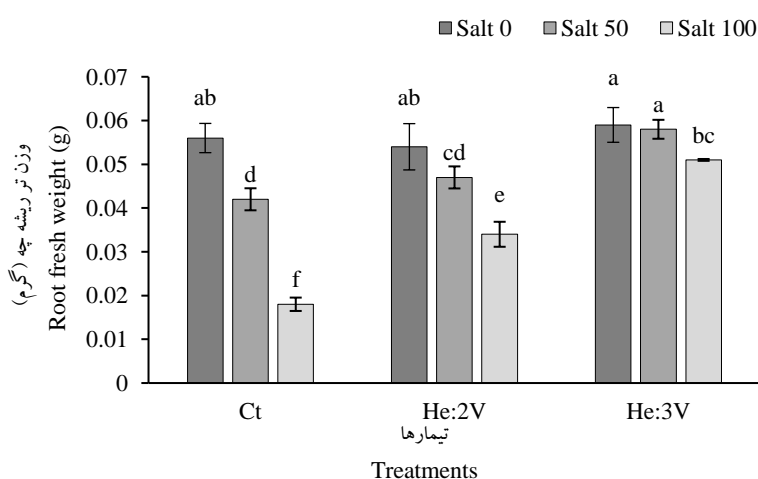 Salt 0 Salt 50 Salt 100
وزن تر ریشه چه (گرم)
Root fresh weight (g)
0.07
0.06
0.05
0.04
0.03
0.02
0.01
0
ab
d
f
ab
cd
e
a
a
bc
Ct He:2V He:3V
تیمارها
Treatments